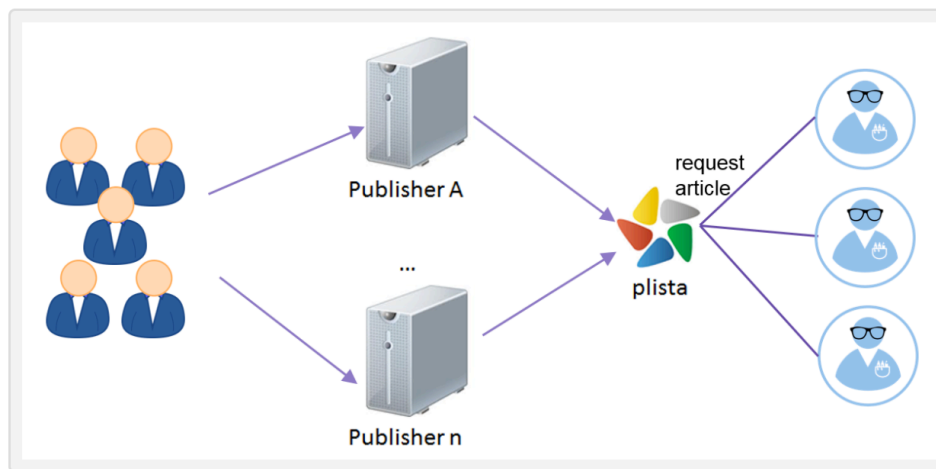 Publisher A
request
article
...
plista
Publisher n